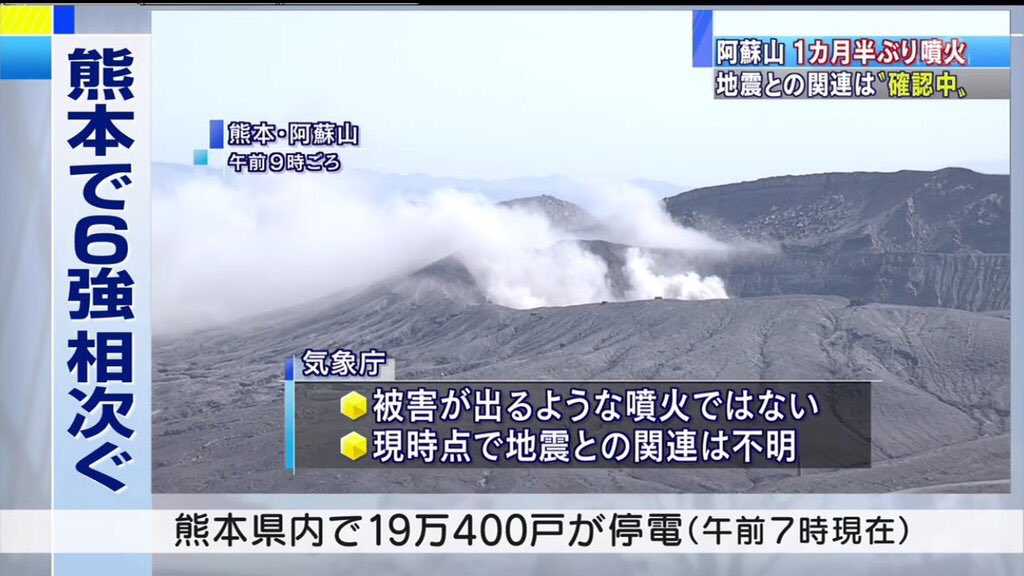 熊本で6強 相次ぐ
阿蘇山 1カ月半ぶり噴火
地震との関連は〝確認中〟
熊本・阿蘇山
午前9時ごろ
気象庁
被害が出るような噴火ではない
現時点で地震との関連は不明
熊本県内で19万400戸が停電(午前7時現在)